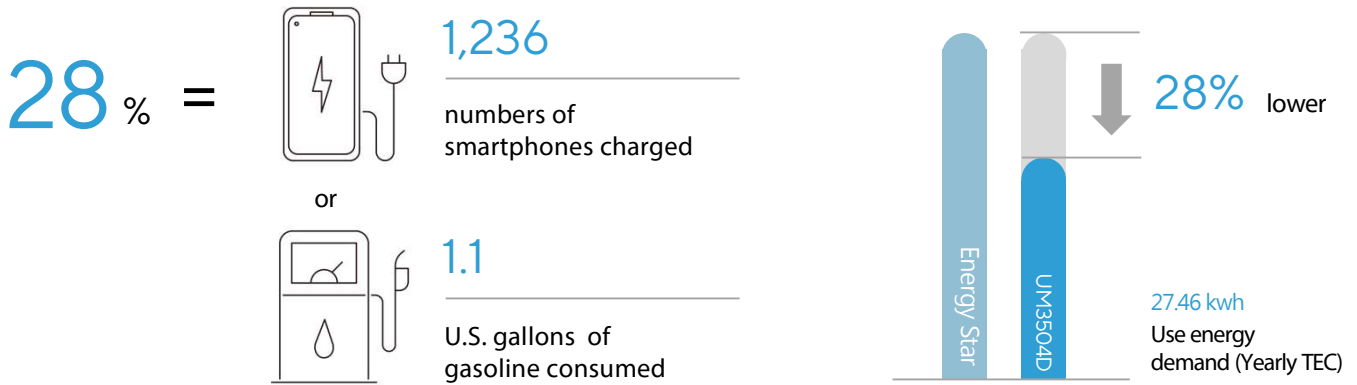 28 %
=
1,236
numbers of
smartphones charged
or
1.1
U.S. gallons of
gasoline consumed
Energy Star
UM3504D
28% lower
27.46 kwh
Use energy
demand (Yearly TEC)